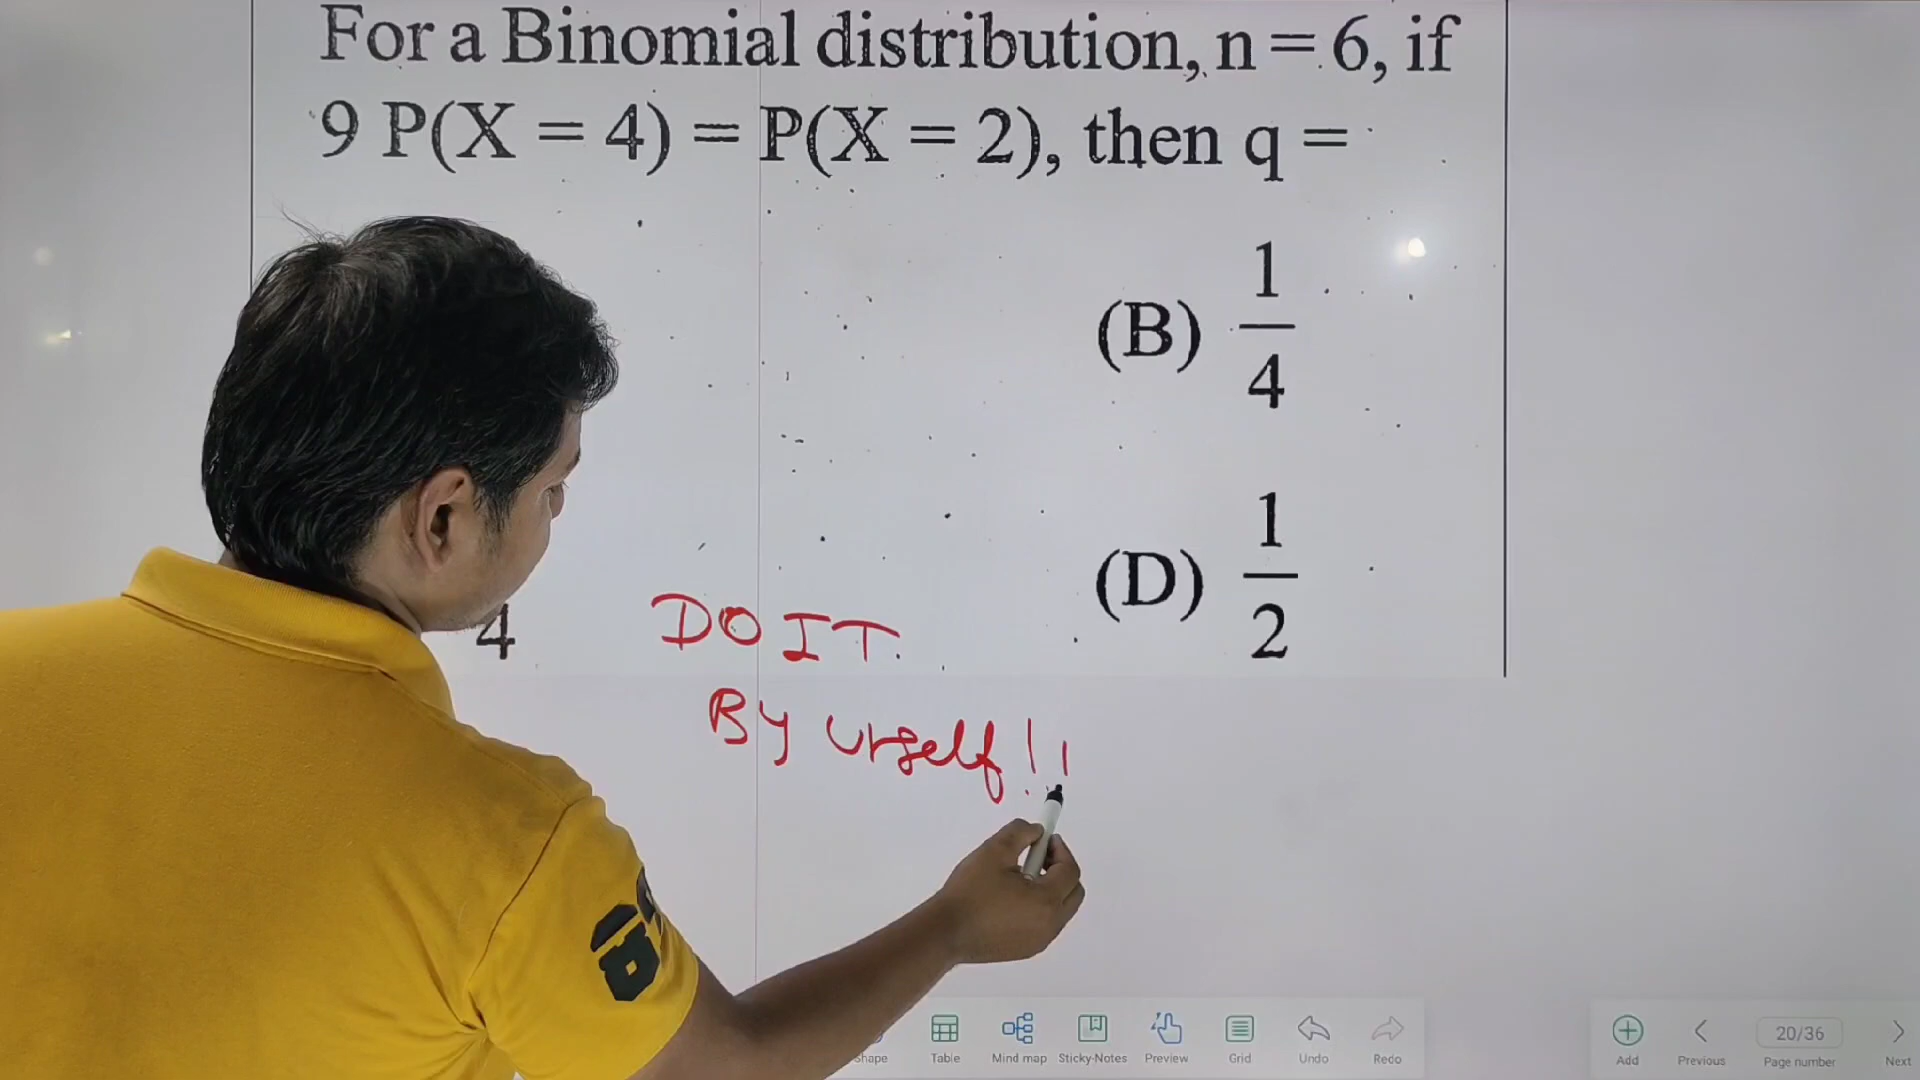 For a Binomial distribution, n = 6, if
9 P(X = 4) = P(X = 2), then q =
(B) 1/4
4
(D) 1/2
DO IT.
By urself!!
Table
Mind map
Sticky-Notes
Preview
Grid
Undo
Redo
Add
Previous
20/36
Page number
Next